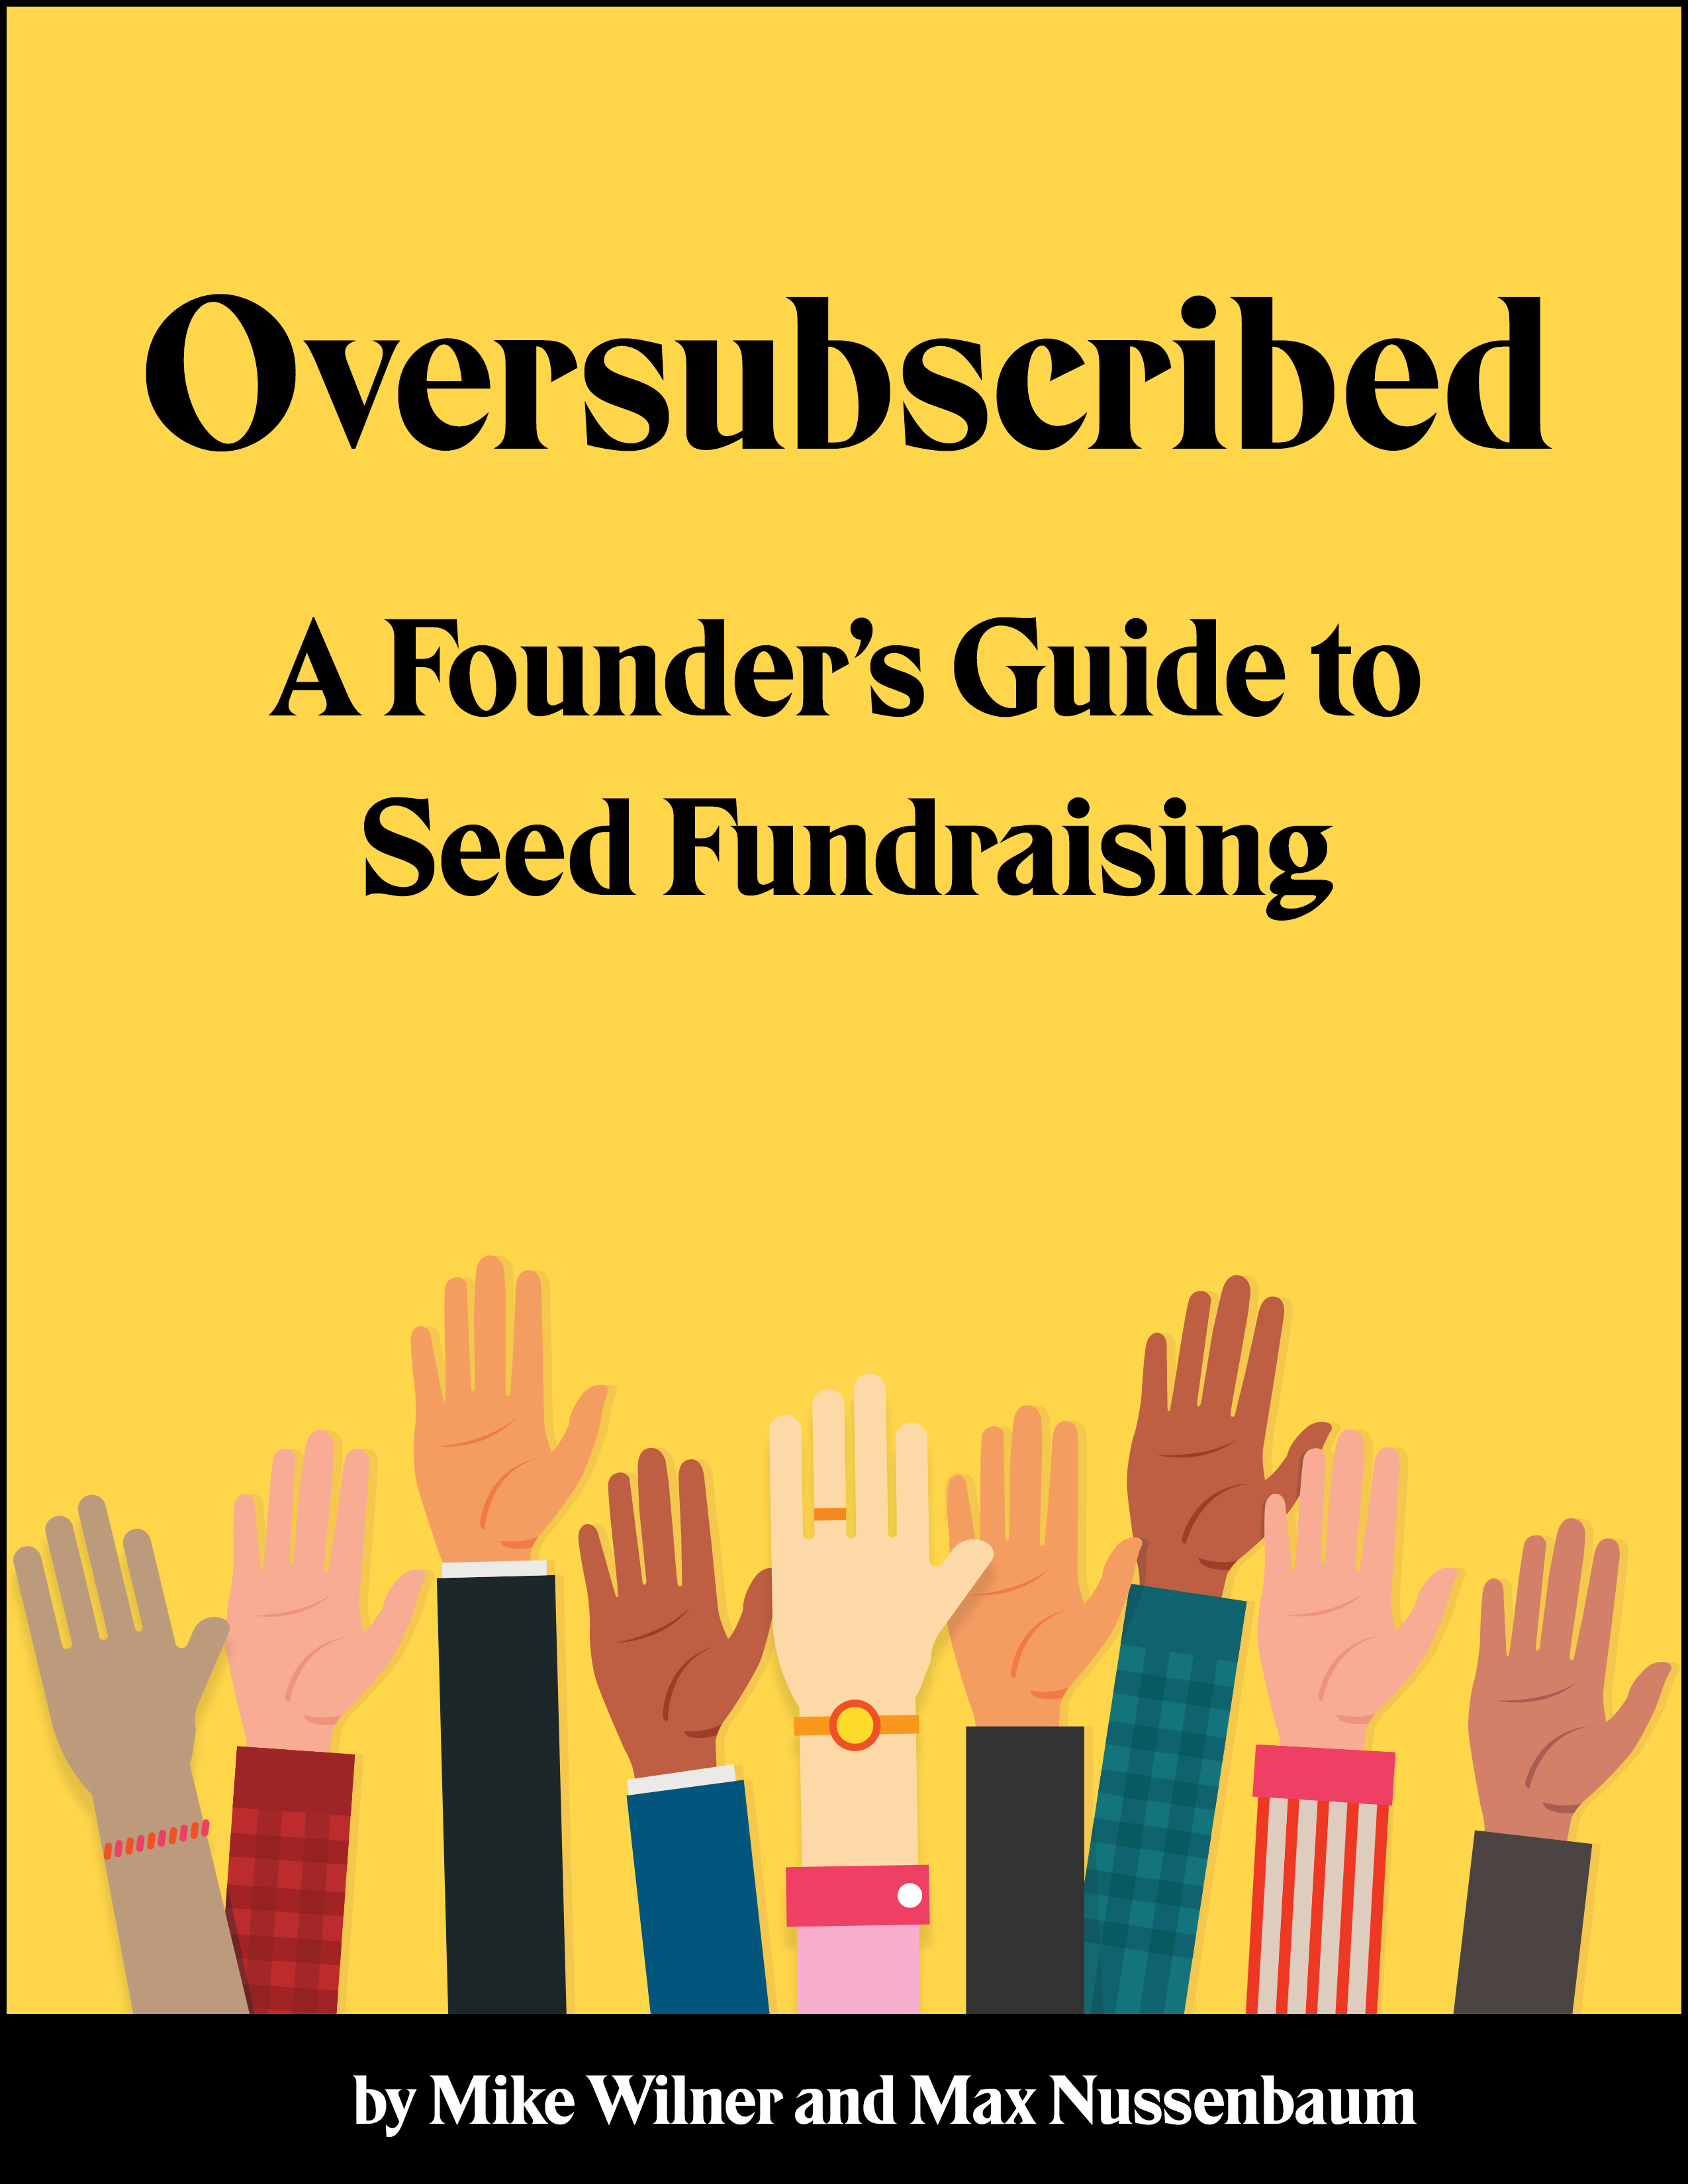 Oversubscribed
A Founder’s Guide to
Seed Fundraising
by Mike Wilner and Max Nussenbaum